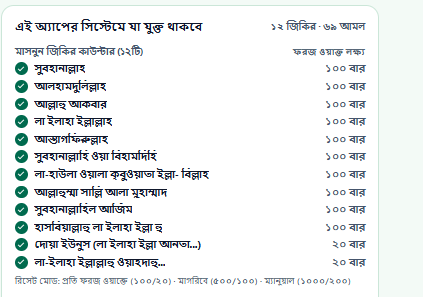 এই অ্যাপের সিস্টেমে যা যুক্ত থাকবে ১২ জিকির · ৬৯ আমল
মাসনুন জিকির কাউন্টার (১২টি) ফরজ ওয়াক্ত লক্ষ্য
সুবহানাল্লাহ ১০০ বার
আলহামদুলিল্লাহ ১০০ বার
আল্লাহু আকবার ১০০ বার
লা ইলাহা ইল্লাল্লাহ ১০০ বার
আস্তাগফিরুল্লাহ ১০০ বার
সুবহানাল্লাহি ওয়া বিহামদিহি ১০০ বার
লা-হাউলা ওয়ালা ক্বুওয়াতা ইল্লা- বিল্লাহ ১০০ বার
আল্লাহুম্মা সাল্লি আলা মুহাম্মাদ ১০০ বার
সুবহানাল্লাহিল আজিম ১০০ বার
হাসবিয়াল্লাহু লা ইলাহা ইল্লা হু ১০০ বার
দোয়া ইউনুস (লা ইলাহা ইল্লা আনতা...) ২০ বার
লা-ইলাহা ইল্লাল্লাহু ওয়াহদাহু... ২০ বার
রিসেট মোড: প্রতি ফরজ ওয়াক্তে (১০০/২০) · মাগরিবে (৫০০/১০০) · ম্যানুয়াল (১০০০/২০০)